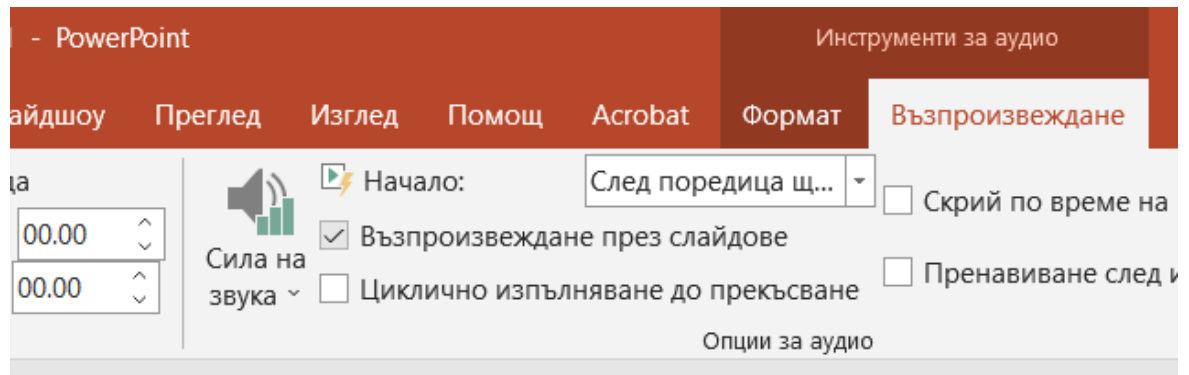 - PowerPoint
Инструменти за аудио
айдшоу Преглед Изглед Помощ Acrobat Формат Възпроизвеждане
00.00
00.00
Сила на
звука
Начало: След поредица щ...
Възпроизвеждане през слайдове
Циклично изпълняване до прекъсване
Скрий по време на
Пренавиване след и
Опции за аудио